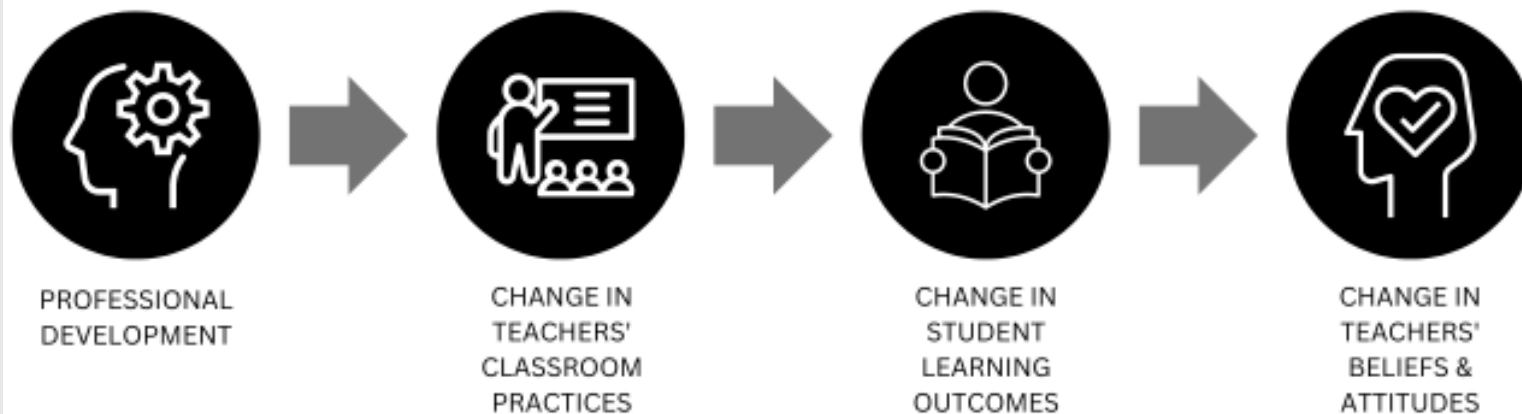 PROFESSIONAL
DEVELOPMENT
CHANGE IN
TEACHERS'
CLASSROOM
PRACTICES
CHANGE IN
STUDENT
LEARNING
OUTCOMES
CHANGE IN
TEACHERS'
BELIEFS &
ATTITUDES